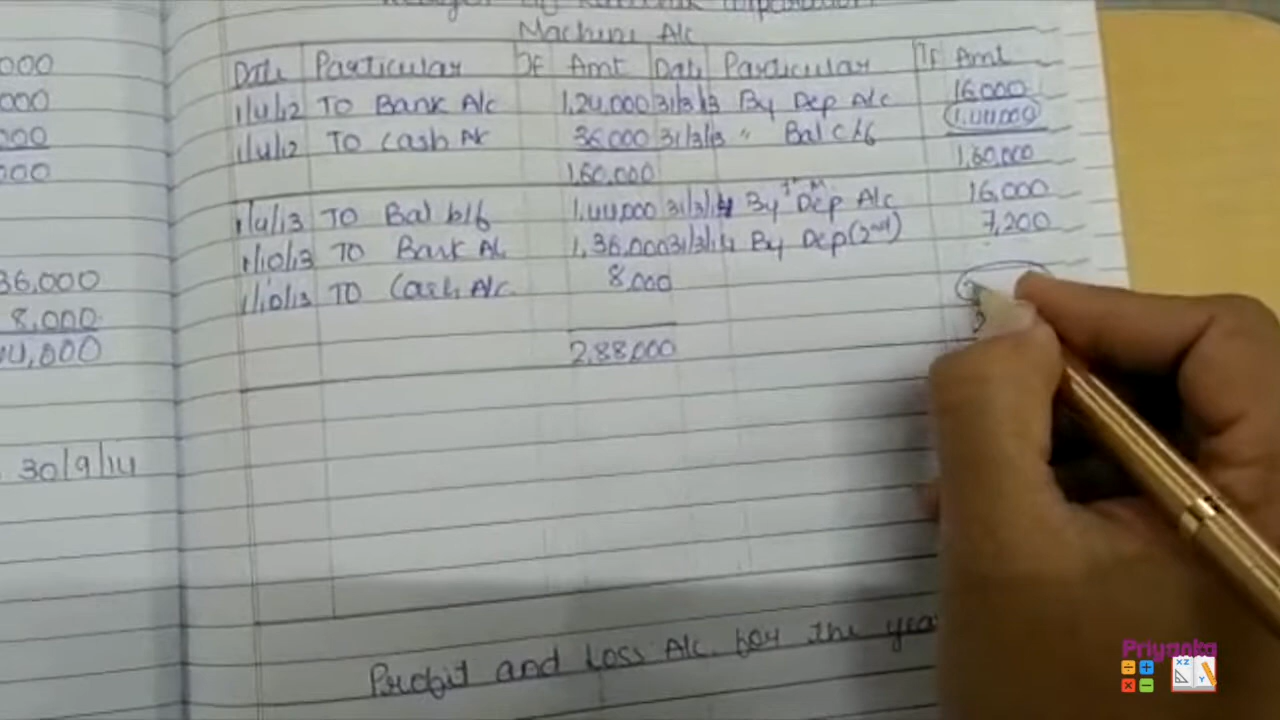 000
000
000
000
36,000
8,000
30/9/14
Machine A/c
Date Particular JF Amt Date Particular JF Amt
1/4/12 TO Bank A/c 1,24,000 31/3/13 By Dep A/c 16,000
1/4/12 TO Cash A/c 36,000 31/3/13 " Bal c/f 1,44,000
1,60,000 1,60,000
1/4/13 TO Bal b/f 1,44,000 31/3/14 By Dep A/c 16,000
1/10/13 TO Bank A/c 1,36,000 31/3/14 By Dep (2nd) 7,200
1/10/13 TO Cash A/c 8,000
2,88,000
Profit and Loss A/c for the
Priyanka